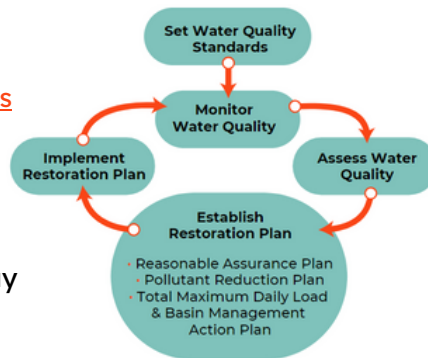 Set Water Quality
Standards
s
Monitor
Water Quality
Implement
Restoration Plan
Assess Water
Quality
Establish
Restoration Plan
• Reasonable Assurance Plan
• Pollutant Reduction Plan
• Total Maximum Daily Load
& Basin Management
Action Plan
y